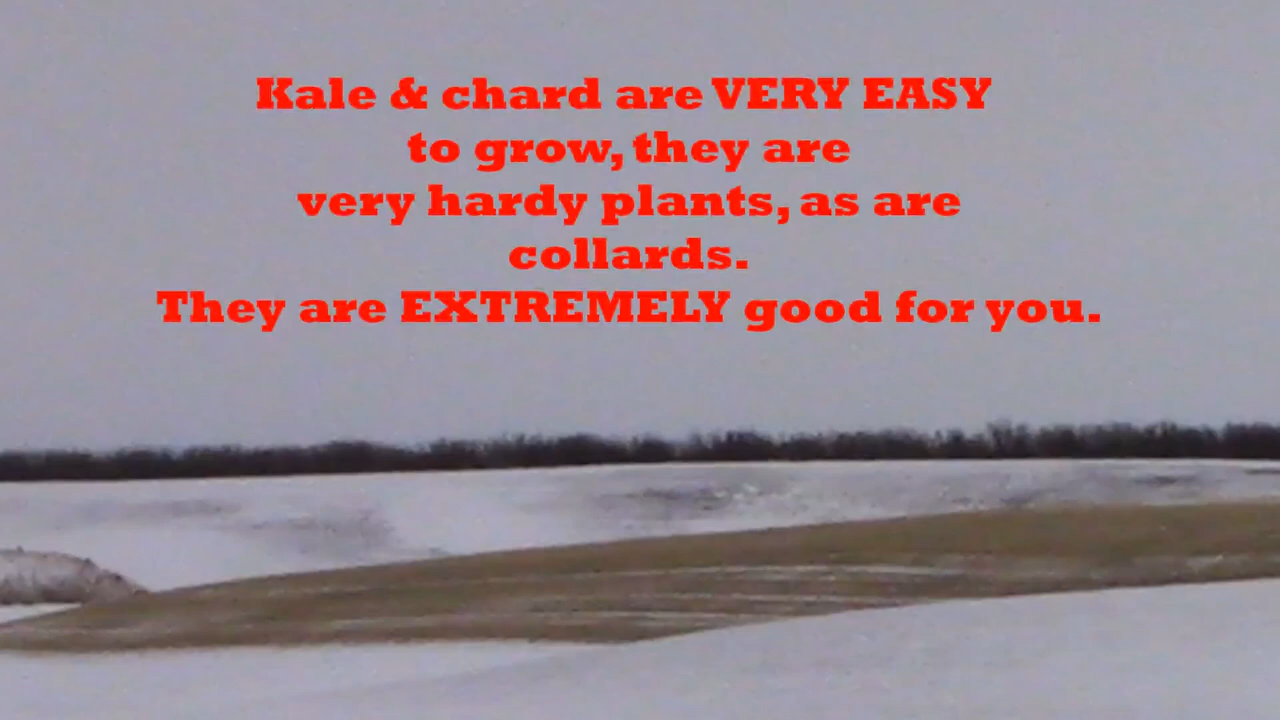 Kale & chard are VERY EASY
to grow, they are
very hardy plants, as are
collards.
They are EXTREMELY good for you.